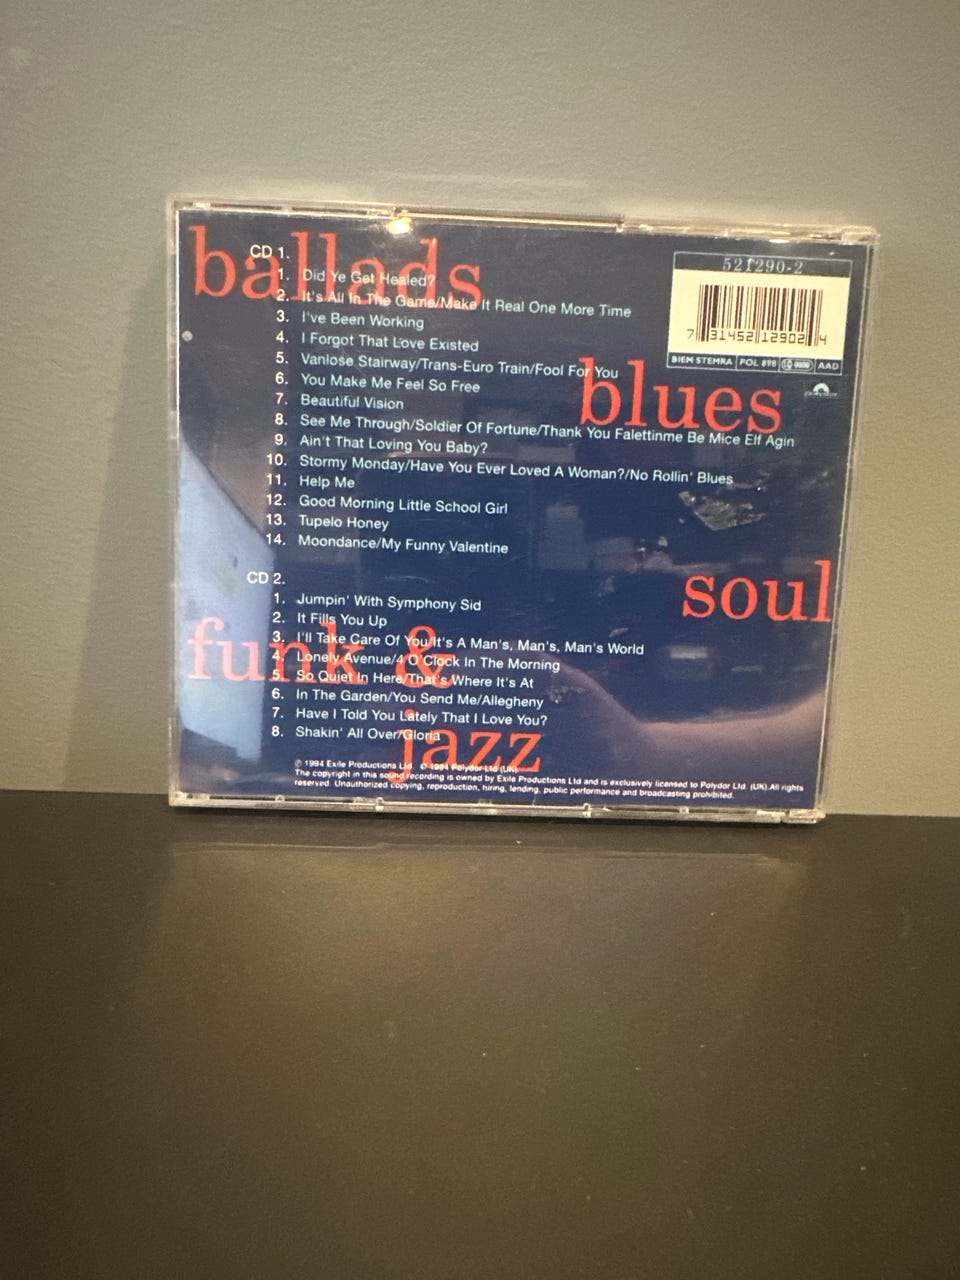 ballads
CD 1.
1. Did Ye Get Healed?
2. It's All In The Game/Make It Real One More Time
3. I've Been Working
4. I Forgot That Love Existed
5. Vanlose Stairway/Trans-Euro Train/Fool For You
6. You Make Me Feel So Free
7. Beautiful Vision
8. See Me Through/Soldier Of Fortune/Thank You Falettinme Be Mice Elf Agin
9. Ain't That Loving You Baby?
10. Stormy Monday/Have You Ever Loved A Woman?/No Rollin' Blues
11. Help Me
12. Good Morning Little School Girl
13. Tupelo Honey
14. Moondance/My Funny Valentine
521290-2
7 31452 12902 4
BIEM STEMRA POL 898 AAD
blues
soul
CD 2.
1. Jumpin' With Symphony Sid
2. It Fills You Up
3. I'll Take Care Of You/It's A Man's, Man's, Man's World
4. Lonely Avenue/4 O'Clock In The Morning
5. So Quiet In Here/That's Where It's At
6. In The Garden/You Send Me/Allegheny
7. Have I Told You Lately That I Love You?
8. Shakin' All Over/Gloria
funk &
jazz
℗ 1994 Exile Productions Ltd. © 1994 Polydor Ltd (UK)
The copyright in this sound recording is owned by Exile Productions Ltd and is exclusively licensed to Polydor Ltd. (UK) All rights
reserved. Unauthorized copying, reproduction, hiring, lending, public performance and broadcasting prohibited.